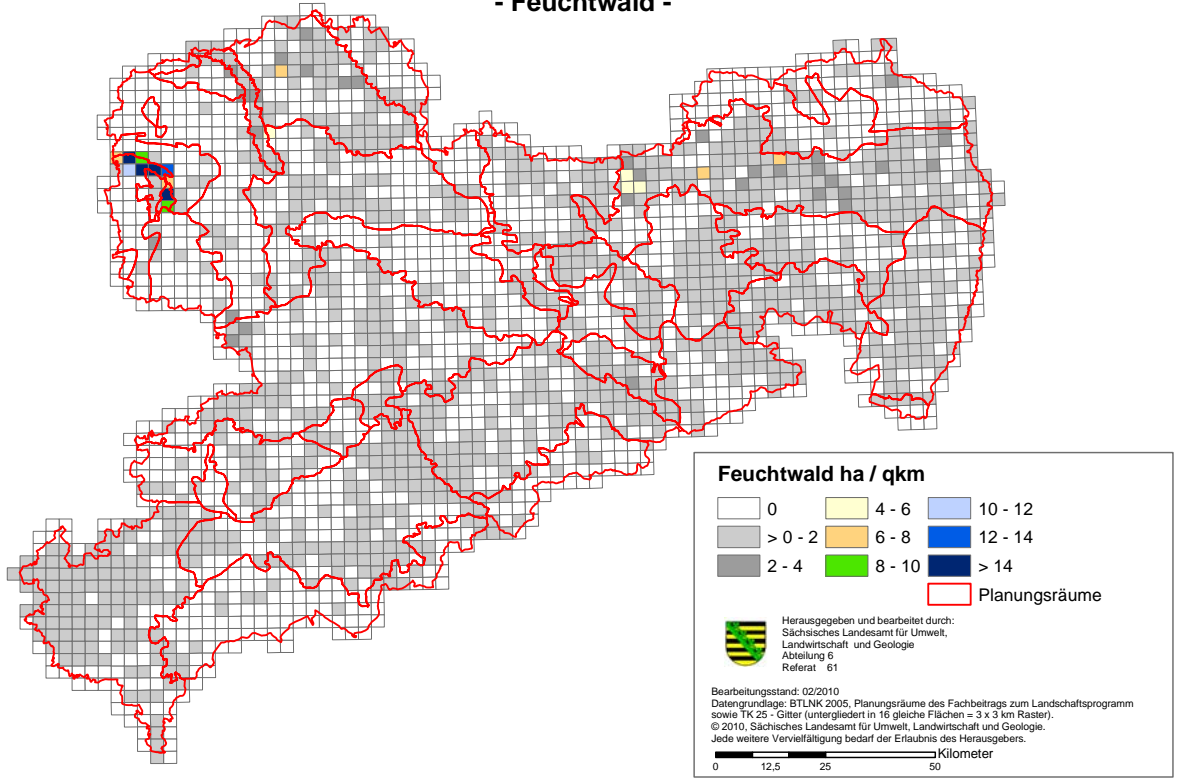 - Feuchtwald -
Feuchtwald ha / qkm
0 4 - 6 10 - 12
> 0 - 2 6 - 8 12 - 14
2 - 4 8 - 10 > 14
Planungsräume
Herausgegeben und bearbeitet durch:
Sächsisches Landesamt für Umwelt,
Landwirtschaft und Geologie
Abteilung 6
Referat 61
Bearbeitungsstand: 02/2010
Datengrundlage: BTLNK 2005, Planungsräume des Fachbeitrags zum Landschaftsprogramm
sowie TK 25 - Gitter (untergliedert in 16 gleiche Flächen = 3 x 3 km Raster).
© 2010, Sächisches Landesamt für Umwelt, Landwirtschaft und Geologie.
Jede weitere Vervielfältigung bedarf der Erlaubnis des Herausgebers.
Kilometer
0 12,5 25 50